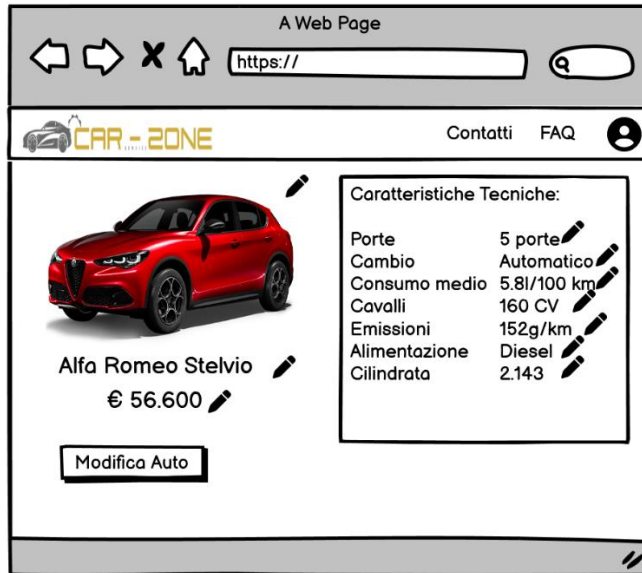 A Web Page
https://
CAR - ZONE
SERVICE
Contatti FAQ
Caratteristiche Tecniche:
Porte 5 porte
Cambio Automatico
Consumo medio 5.8l/100 km
Cavalli 160 CV
Emissioni 152g/km
Alimentazione Diesel
Cilindrata 2.143
Alfa Romeo Stelvio
€ 56.600
Modifica Auto